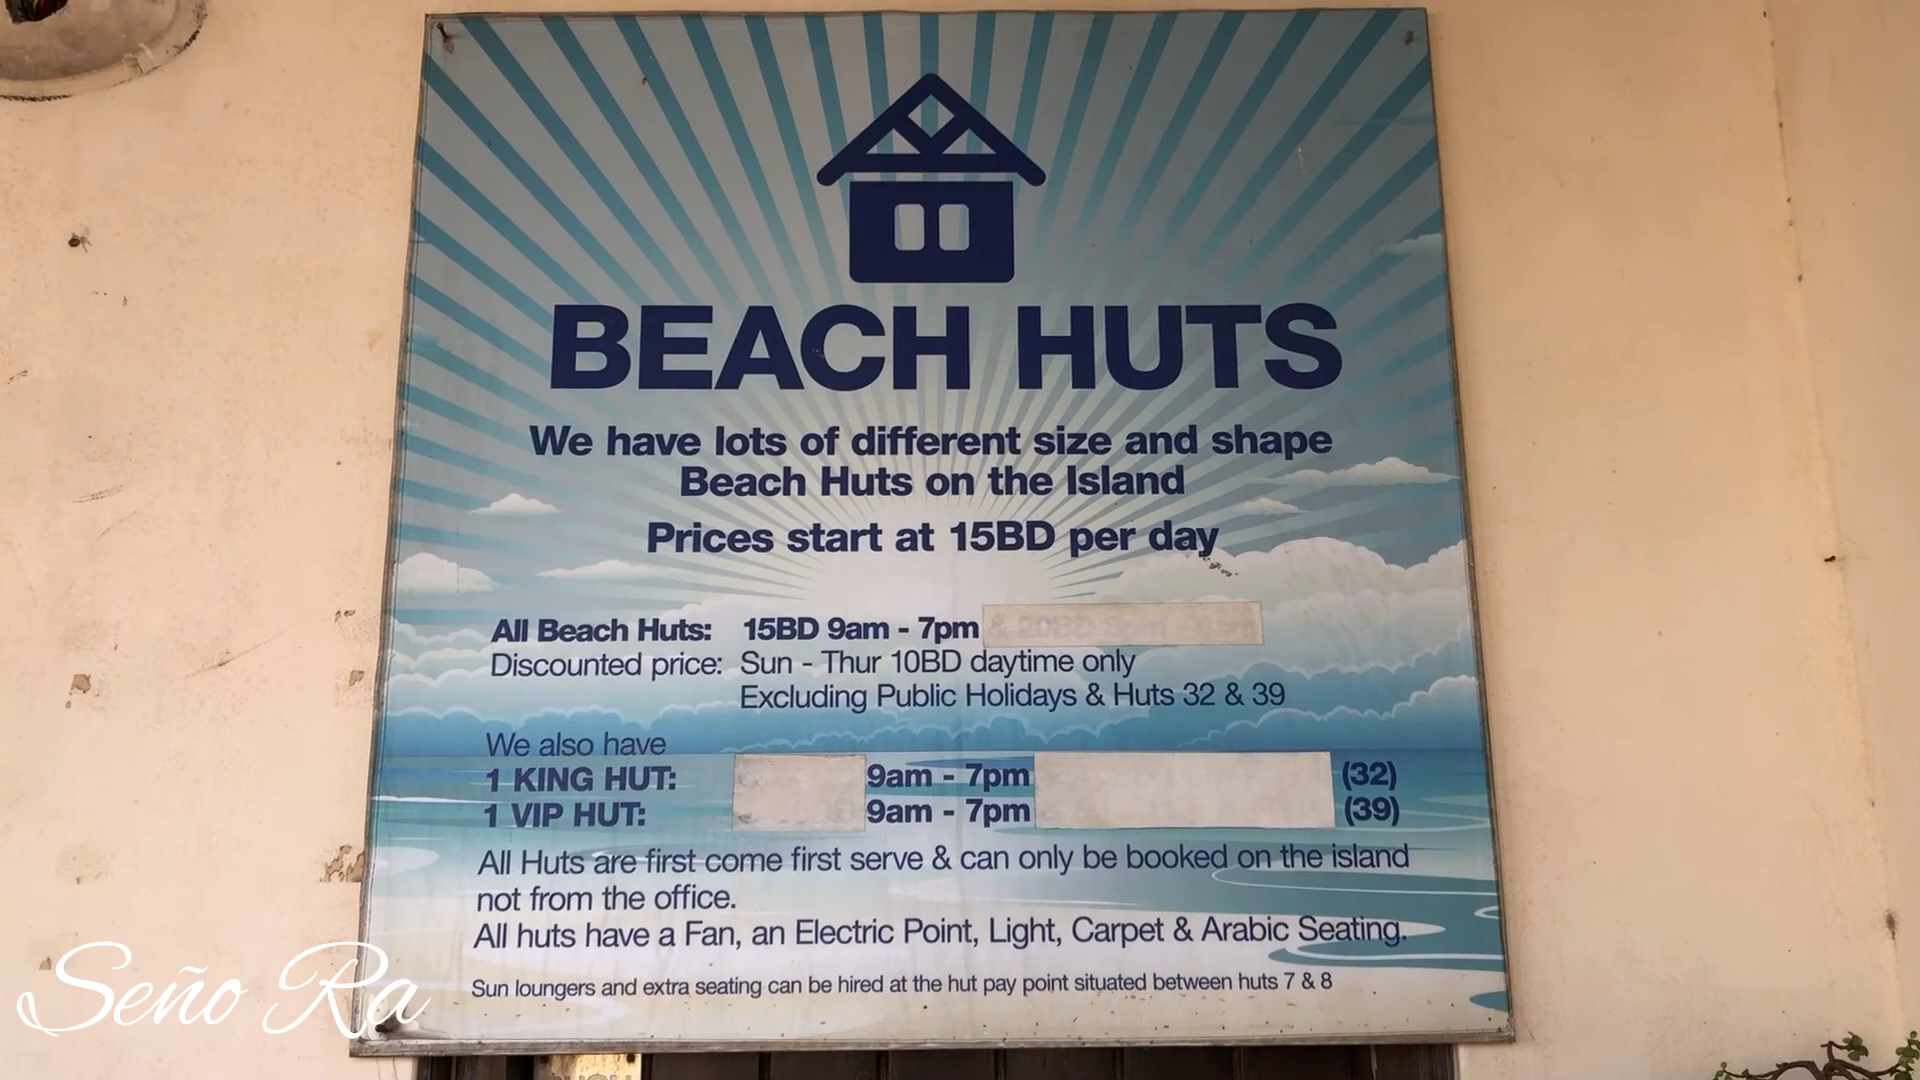 BEACH HUTS
We have lots of different size and shape
Beach Huts on the Island
Prices start at 15BD per day
All Beach Huts: 15BD 9am - 7pm
Discounted price: Sun - Thur 10BD daytime only
Excluding Public Holidays & Huts 32 & 39
We also have
1 KING HUT: 9am - 7pm (32)
1 VIP HUT: 9am - 7pm (39)
All Huts are first come first serve & can only be booked on the island
not from the office.
All huts have a Fan, an Electric Point, Light, Carpet & Arabic Seating.
Sun loungers and extra seating can be hired at the hut pay point situated between huts 7 & 8
Seño Ra